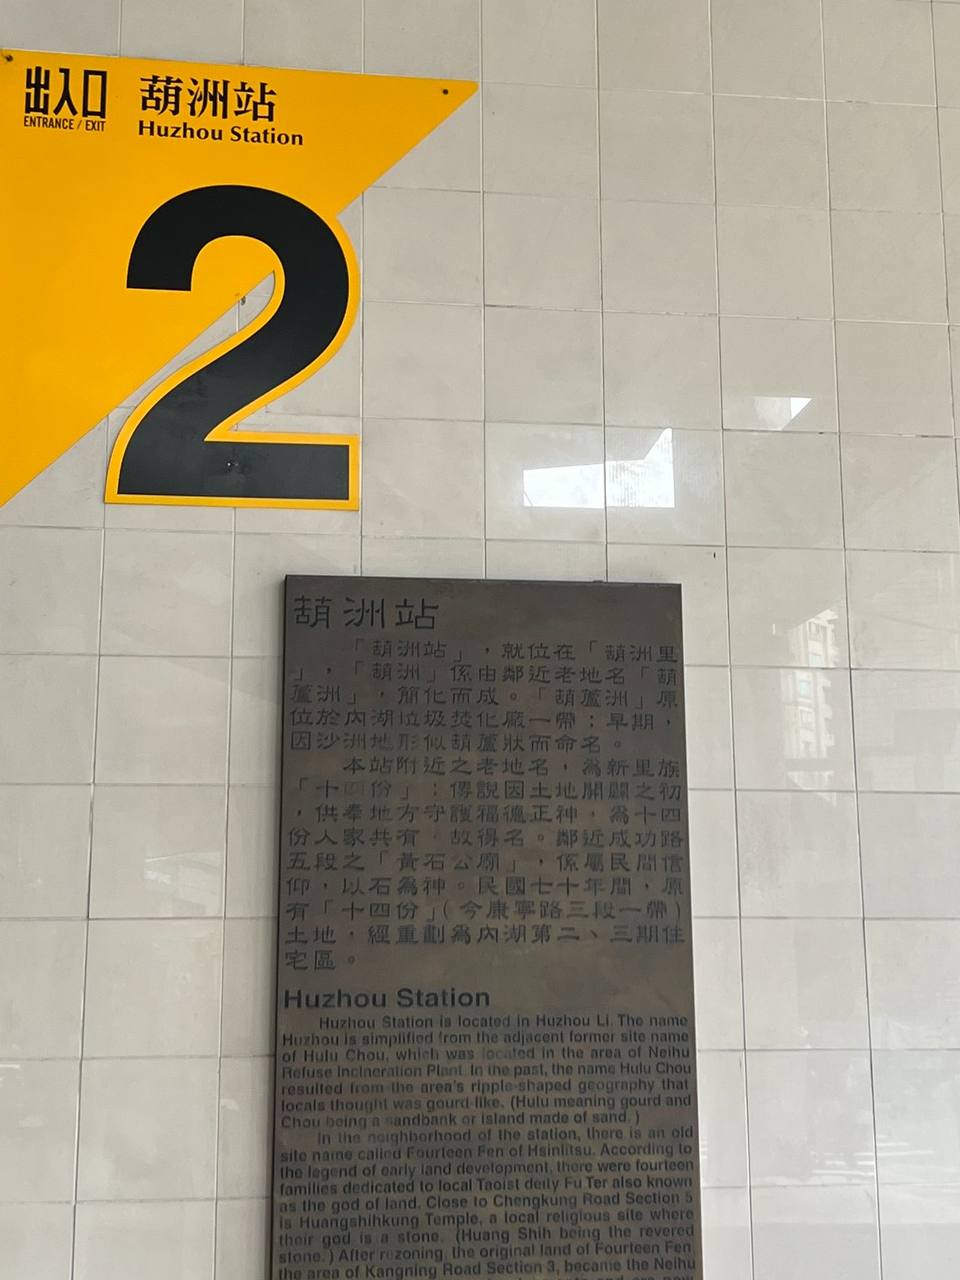 出入口
ENTRANCE / EXIT
葫洲站
Huzhou Station
2
葫洲站
「葫洲站」，就位在「葫洲里
」，「葫洲」係由鄰近老地名「葫
蘆洲」，簡化而成。「葫蘆洲」原
位於內湖垃圾焚化廠一帶；早期，
因沙洲地形似葫蘆狀而命名。
本站附近之老地名，為新里族
「十四份」；傳說因土地開闢之初
，供奉地方守護福德正神，為十四
份人家共有，故得名。鄰近成功路
五段之「黃石公廟」，係屬民間信
仰，以石為神。民國七十年間，原
有「十四份」(今康寧路三段一帶)
土地，經重劃為內湖第二、三期住
宅區。
Huzhou Station
Huzhou Station is located in Huzhou Li. The name
Huzhou is simplified from the adjacent former site name
of Hulu Chou, which was located in the area of Neihu
Refuse Incineration Plant. In the past, the name Hulu Chou
resulted from the area's ripple-shaped geography that
locals thought was gourd-like. (Hulu meaning gourd and
Chou being a sandbank or island made of sand.)
In the neighborhood of the station, there is an old
site name called Fourteen Fen of Hsinlitsu. According to
the legend of early land development, there were fourteen
families dedicated to local Taoist deity Fu Ter also known
as the god of land. Close to Chengkung Road Section 5
is Huangshihkung Temple, a local religious site where
their god is a stone. (Huang Shih being the revered
stone.) After rezoning, the original land of Fourteen Fen,
the area of Kangning Road Section 3, became the Neihu